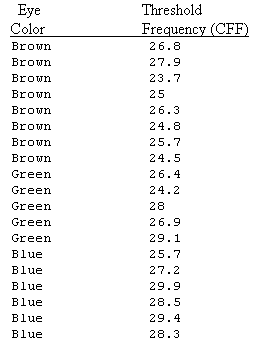 Eye Threshold
Color Frequency (CFF)
Brown 26.8
Brown 27.9
Brown 23.7
Brown 25
Brown 26.3
Brown 24.8
Brown 25.7
Brown 24.5
Green 26.4
Green 24.2
Green 28
Green 26.9
Green 29.1
Blue 25.7
Blue 27.2
Blue 29.9
Blue 28.5
Blue 29.4
Blue 28.3